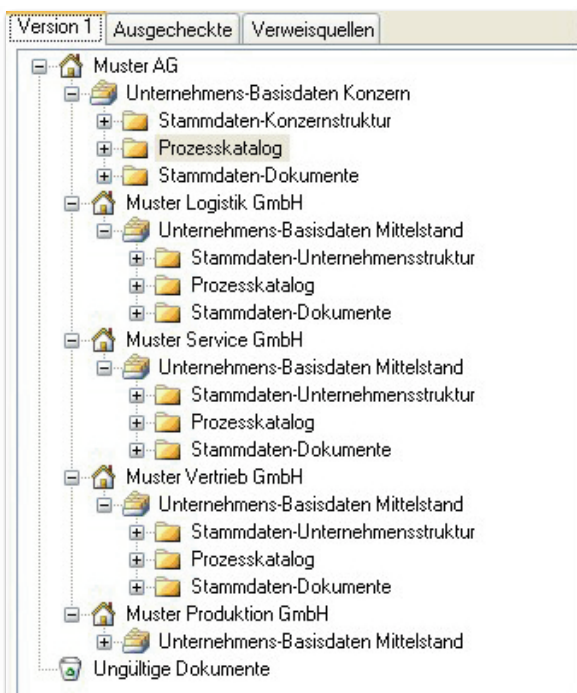 Version 1 Ausgecheckte Verweisquellen
Muster AG
Unternehmens-Basisdaten Konzern
Stammdaten-Konzernstruktur
Prozesskatalog
Stammdaten-Dokumente
Muster Logistik GmbH
Unternehmens-Basisdaten Mittelstand
Stammdaten-Unternehmensstruktur
Prozesskatalog
Stammdaten-Dokumente
Muster Service GmbH
Unternehmens-Basisdaten Mittelstand
Stammdaten-Unternehmensstruktur
Prozesskatalog
Stammdaten-Dokumente
Muster Vertrieb GmbH
Unternehmens-Basisdaten Mittelstand
Stammdaten-Unternehmensstruktur
Prozesskatalog
Stammdaten-Dokumente
Muster Produktion GmbH
Unternehmens-Basisdaten Mittelstand
Ungültige Dokumente